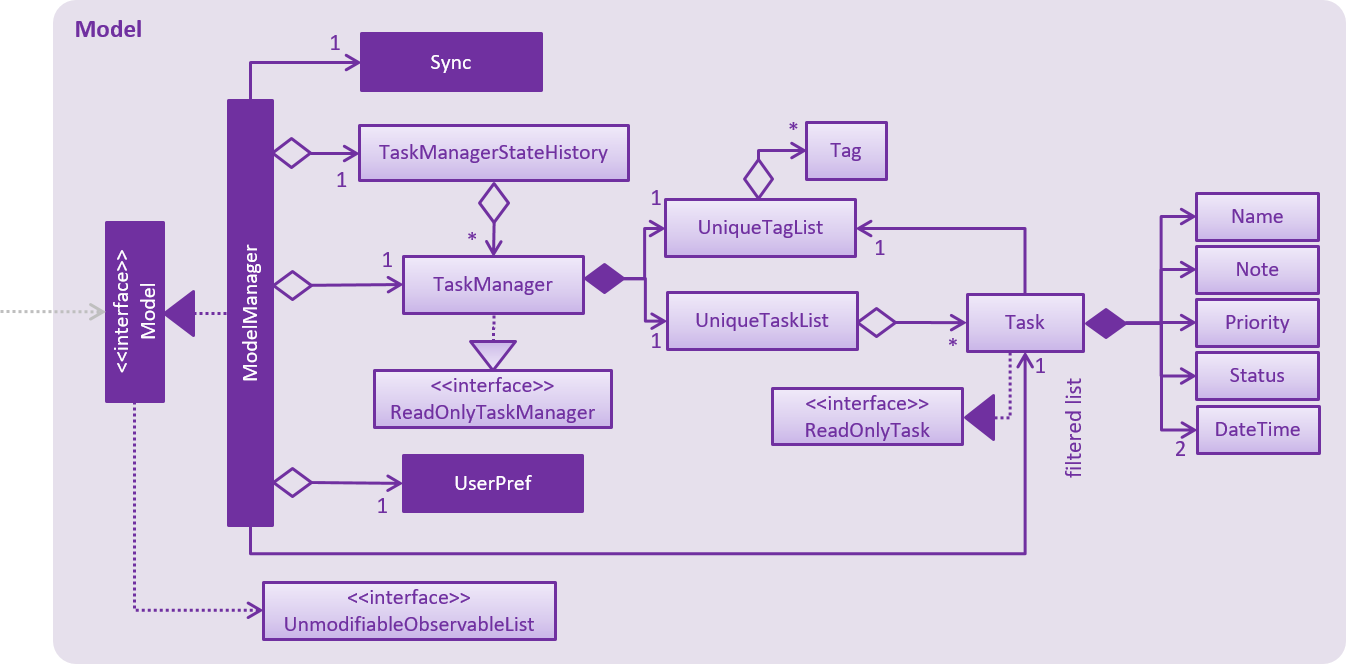 Model
1
Sync
TaskManagerStateHistory
1
*
Tag
1
UniqueTagList
1
Name
Note
Priority
Status
DateTime
2
<<interface>>
Model
ModelManager
*
1
TaskManager
UniqueTaskList
1
*
Task
1
filtered list
<<interface>>
ReadOnlyTaskManager
<<interface>>
ReadOnlyTask
UserPref
1
<<interface>>
UnmodifiableObservableList